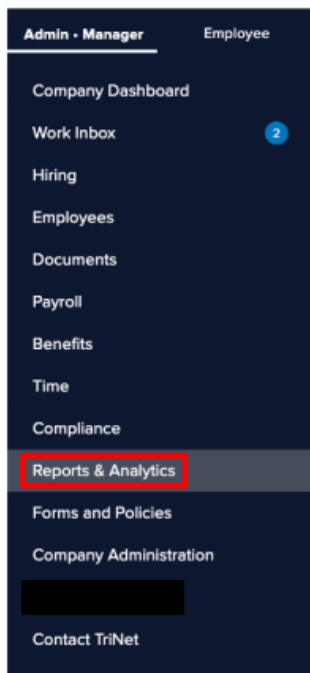 Admin • Manager Employee
Company Dashboard
Work Inbox 2
Hiring
Employees
Documents
Payroll
Benefits
Time
Compliance
Reports & Analytics
Forms and Policies
Company Administration
Contact TriNet